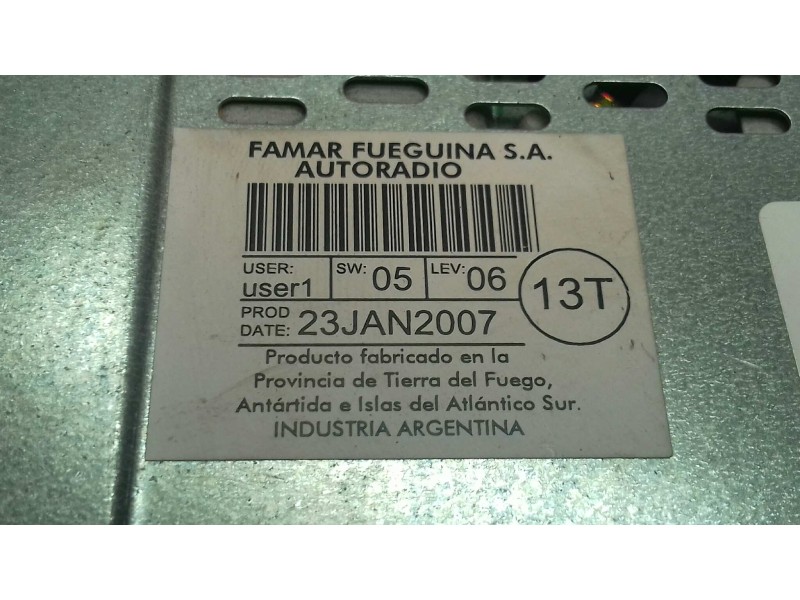 FAMAR FUEGUINA S.A.
AUTORADIO
USER: user1 SW: 05 LEV: 06
13T
PROD DATE: 23JAN2007
Producto fabricado en la
Provincia de Tierra del Fuego,
Antártida e Islas del Atlántico Sur.
INDUSTRIA ARGENTINA